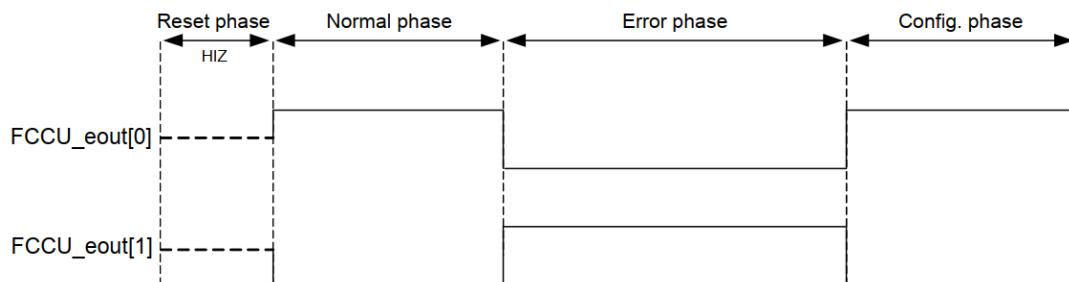 Reset phase Normal phase Error phase Config. phase
HIZ
FCCU_eout[0]
FCCU_eout[1]